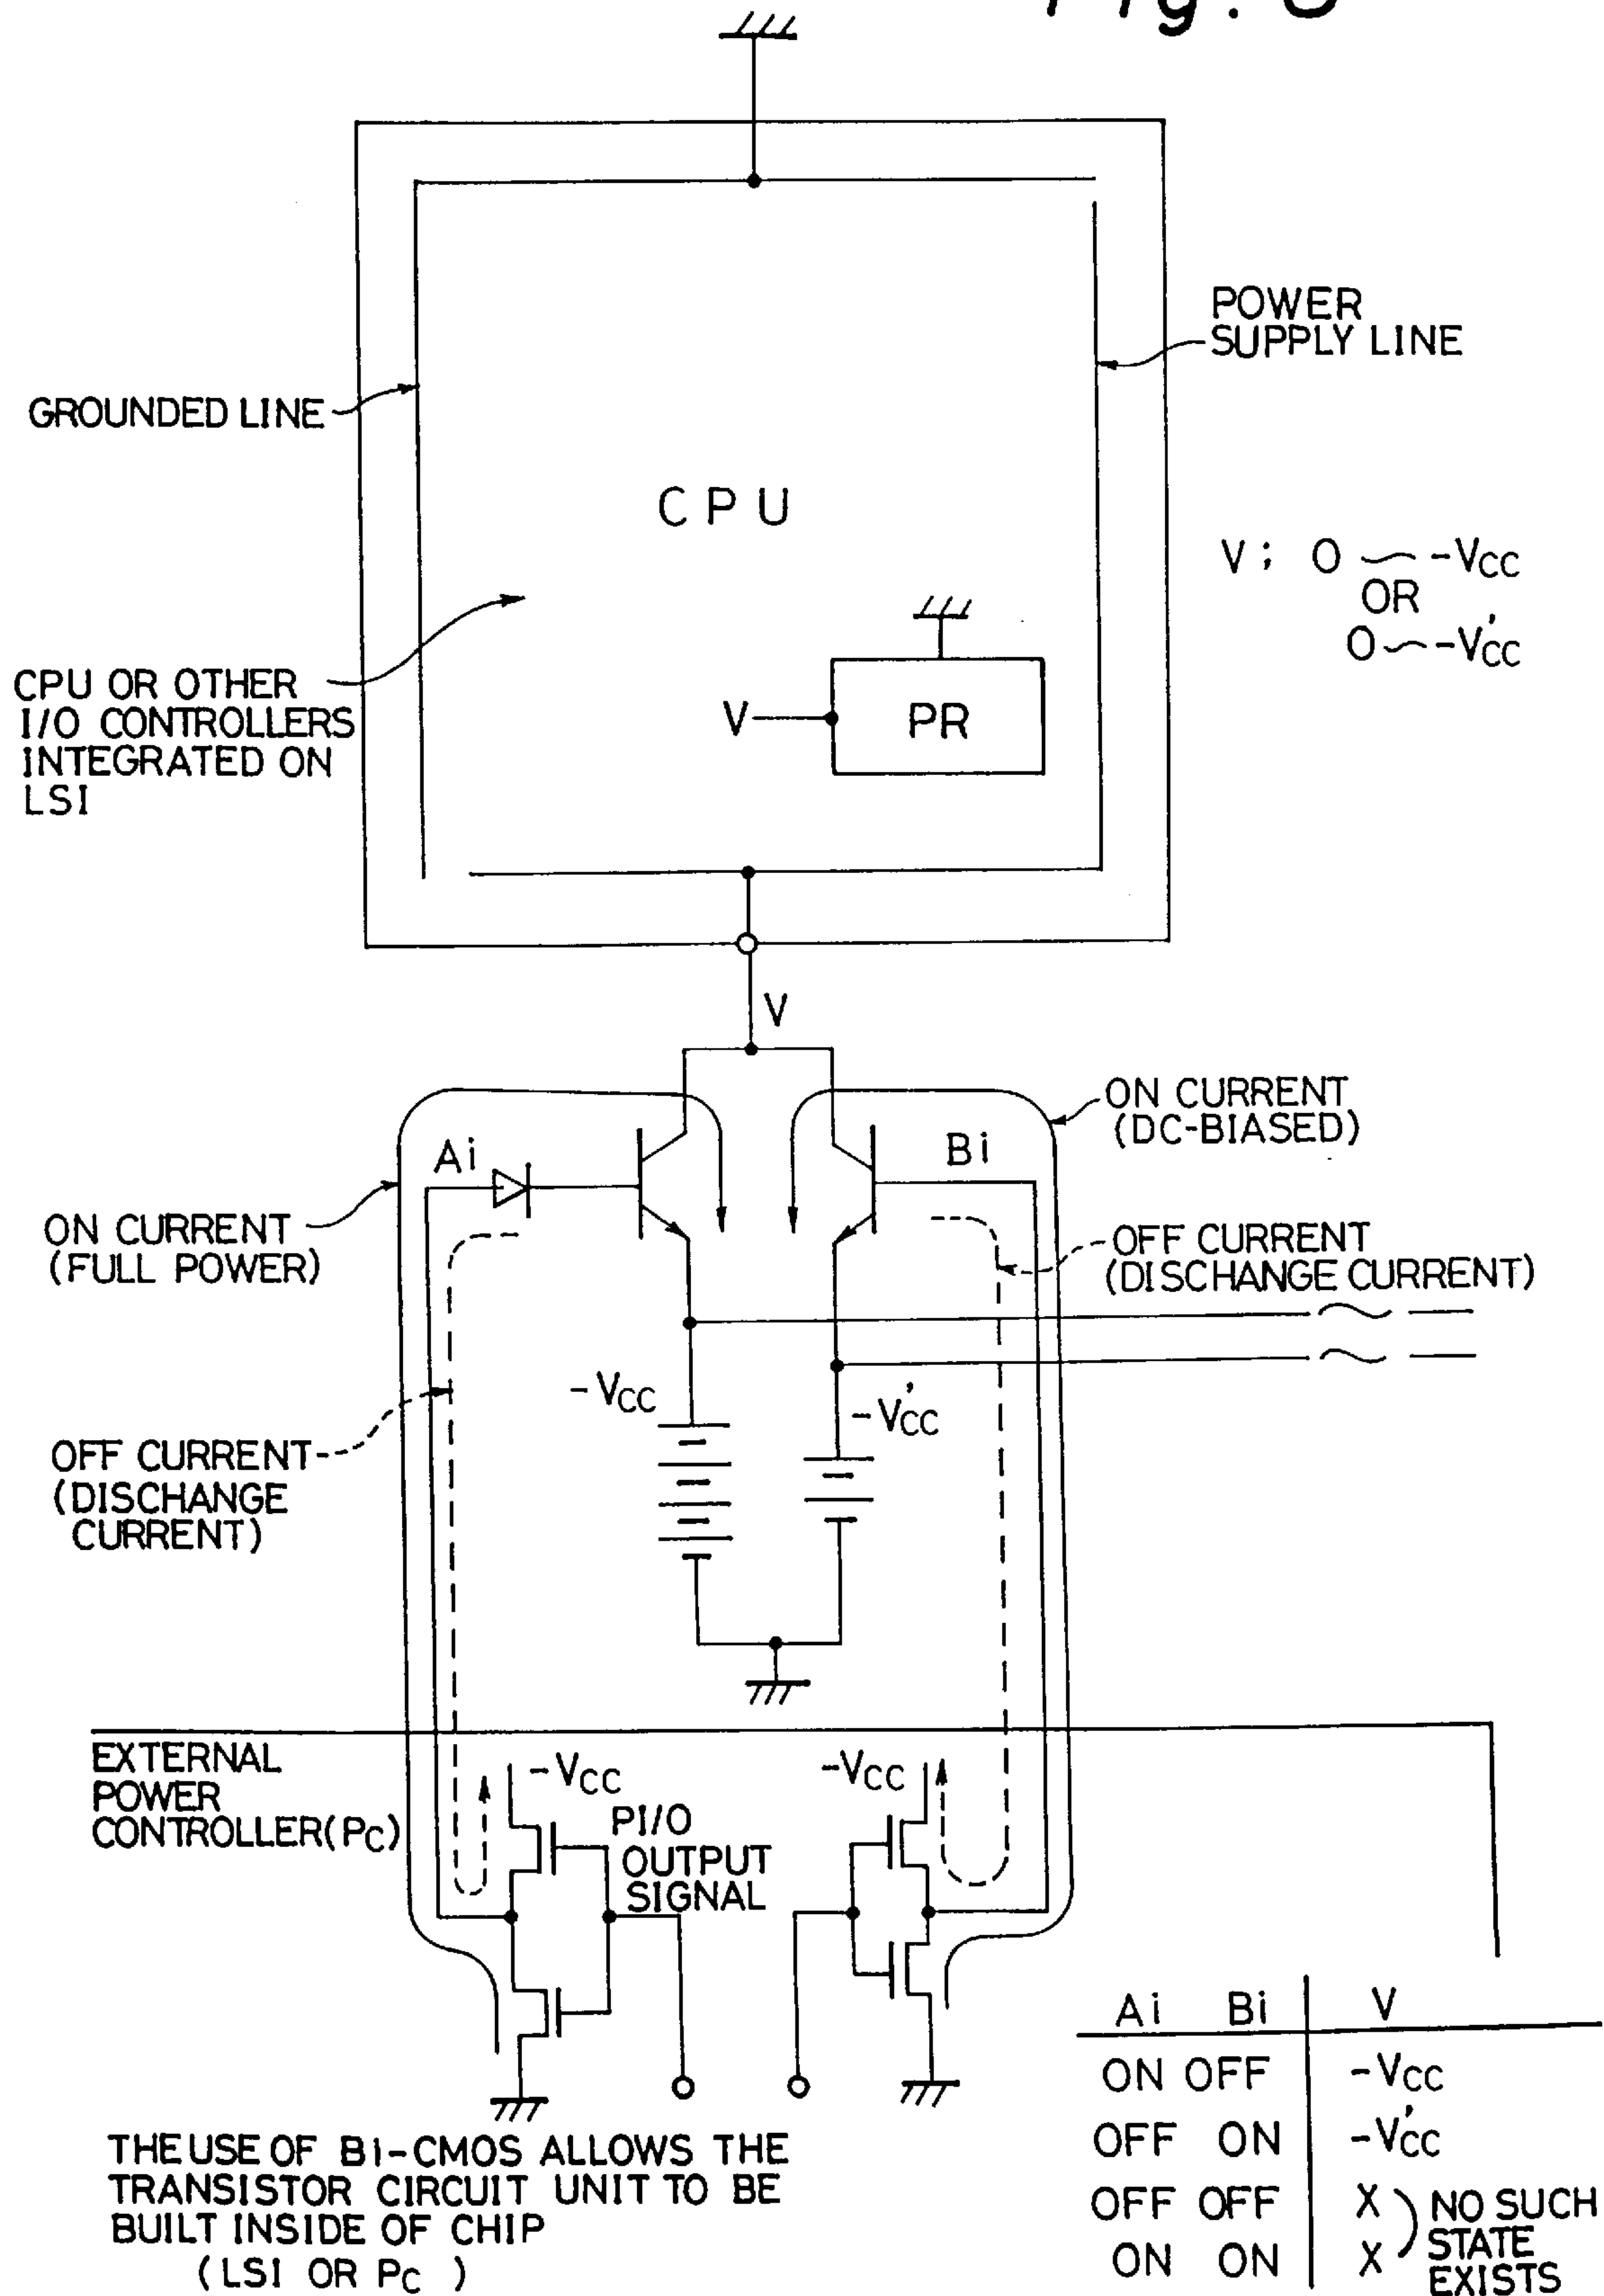 Fig.
POWER
SUPPLY LINE
GROUNDED LINE
CPU
V; 0 ~ -VCC
OR
0 ~ -V'CC
CPU OR OTHER
I/O CONTROLLERS
INTEGRATED ON
LSI
V
PR
V
ON CURRENT
(DC-BIASED)
Ai
Bi
ON CURRENT
(FULL POWER)
OFF CURRENT
(DISCHANGE CURRENT)
-VCC
-V'CC
OFF CURRENT
(DISCHANGE
CURRENT)
EXTERNAL
POWER
CONTROLLER(PC)
-VCC
-VCC
PI/O
OUTPUT
SIGNAL
Ai Bi V
ON OFF -VCC
OFF ON -V'CC
OFF OFF X
ON ON X
NO SUCH
STATE
EXISTS
THE USE OF Bi-CMOS ALLOWS THE
TRANSISTOR CIRCUIT UNIT TO BE
BUILT INSIDE OF CHIP
(LSI OR PC)